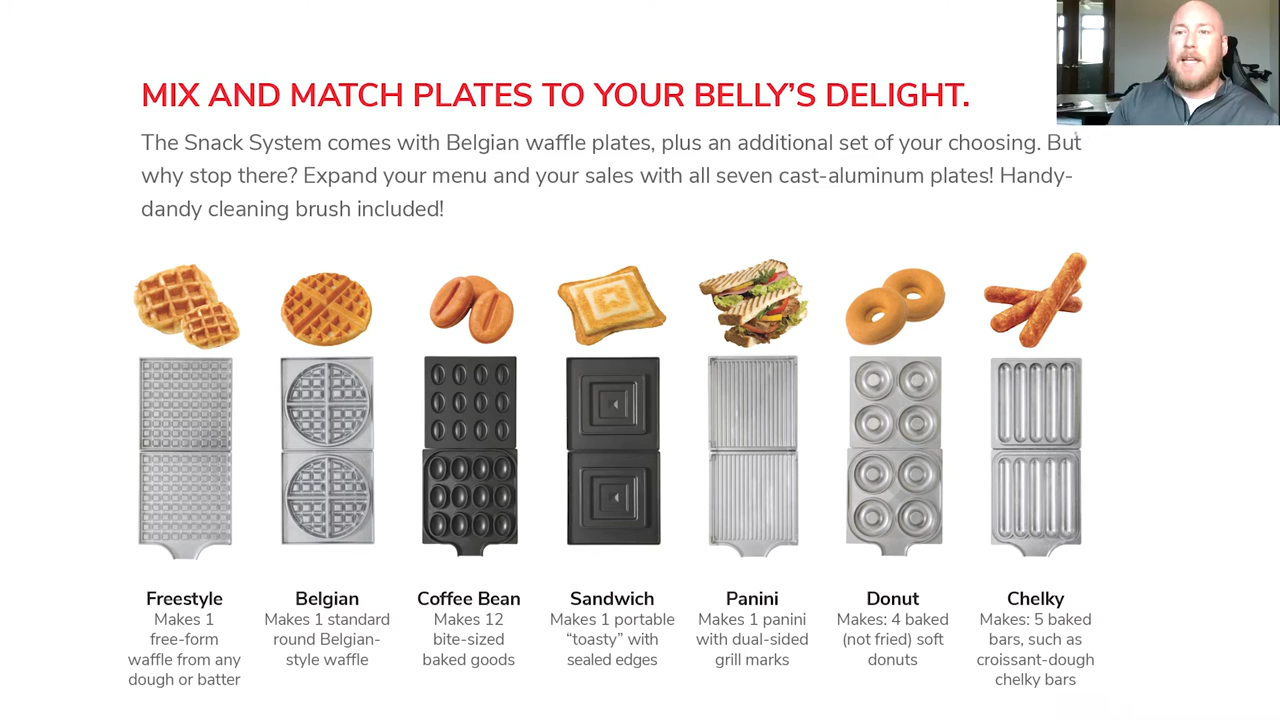 MIX AND MATCH PLATES TO YOUR BELLY’S DELIGHT.
The Snack System comes with Belgian waffle plates, plus an additional set of your choosing. But
why stop there? Expand your menu and your sales with all seven cast-aluminum plates! Handy-
dandy cleaning brush included!
Freestyle
Makes 1
free-form
waffle from any
dough or batter
Belgian
Makes 1 standard
round Belgian-
style waffle
Coffee Bean
Makes 12
bite-sized
baked goods
Sandwich
Makes 1 portable
“toasty” with
sealed edges
Panini
Makes 1 panini
with dual-sided
grill marks
Donut
Makes: 4 baked
(not fried) soft
donuts
Chelky
Makes: 5 baked
bars, such as
croissant-dough
chelky bars